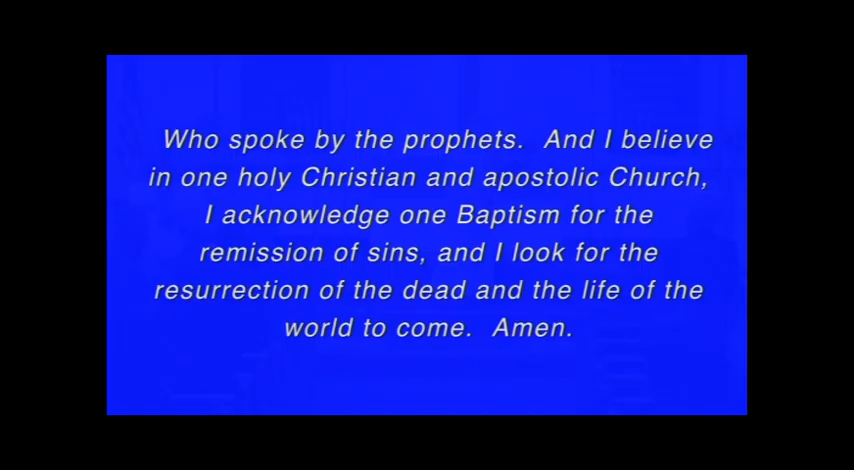 Who spoke by the prophets.  And I believe
in one holy Christian and apostolic Church,
I acknowledge one Baptism for the
remission of sins, and I look for the
resurrection of the dead and the life of the
world to come.  Amen.